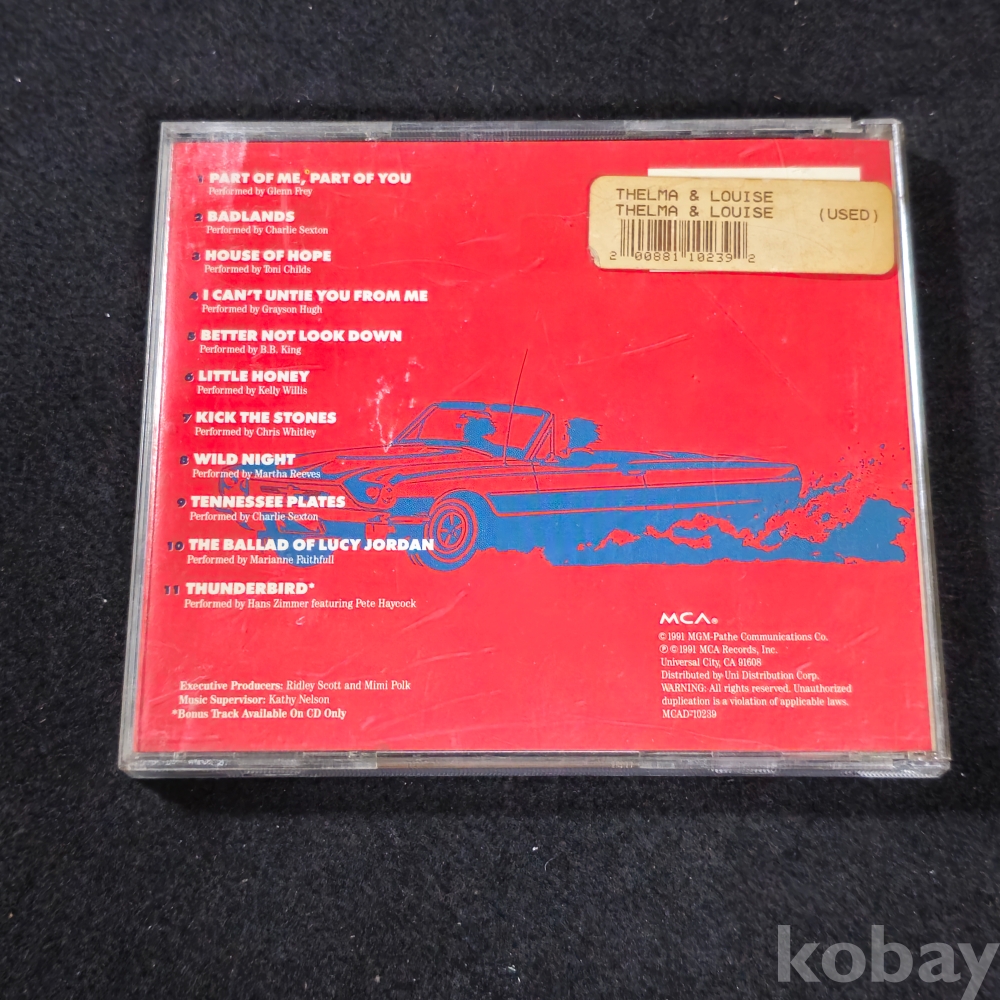 1 PART OF ME, PART OF YOU
Performed by Glenn Frey
2 BADLANDS
Performed by Charlie Sexton
3 HOUSE OF HOPE
Performed by Toni Childs
4 I CAN'T UNTIE YOU FROM ME
Performed by Grayson Hugh
5 BETTER NOT LOOK DOWN
Performed by B.B. King
6 LITTLE HONEY
Performed by Kelly Willis
7 KICK THE STONES
Performed by Chris Whitley
8 WILD NIGHT
Performed by Martha Reeves
9 TENNESSEE PLATES
Performed by Charlie Sexton
10 THE BALLAD OF LUCY JORDAN
Performed by Marianne Faithfull
11 THUNDERBIRD*
Performed by Hans Zimmer featuring Pete Haycock
Executive Producers: Ridley Scott and Mimi Polk
Music Supervisor: Kathy Nelson
*Bonus Track Available On CD Only
THELMA & LOUISE
THELMA & LOUISE (USED)
2 00881 10239 2
MCA®
© 1991 MGM-Pathe Communications Co.
℗ © 1991 MCA Records, Inc.
Universal City, CA 91608
Distributed by Uni Distribution Corp.
WARNING: All rights reserved. Unauthorized
duplication is a violation of applicable laws.
MCAD-10239
kobay